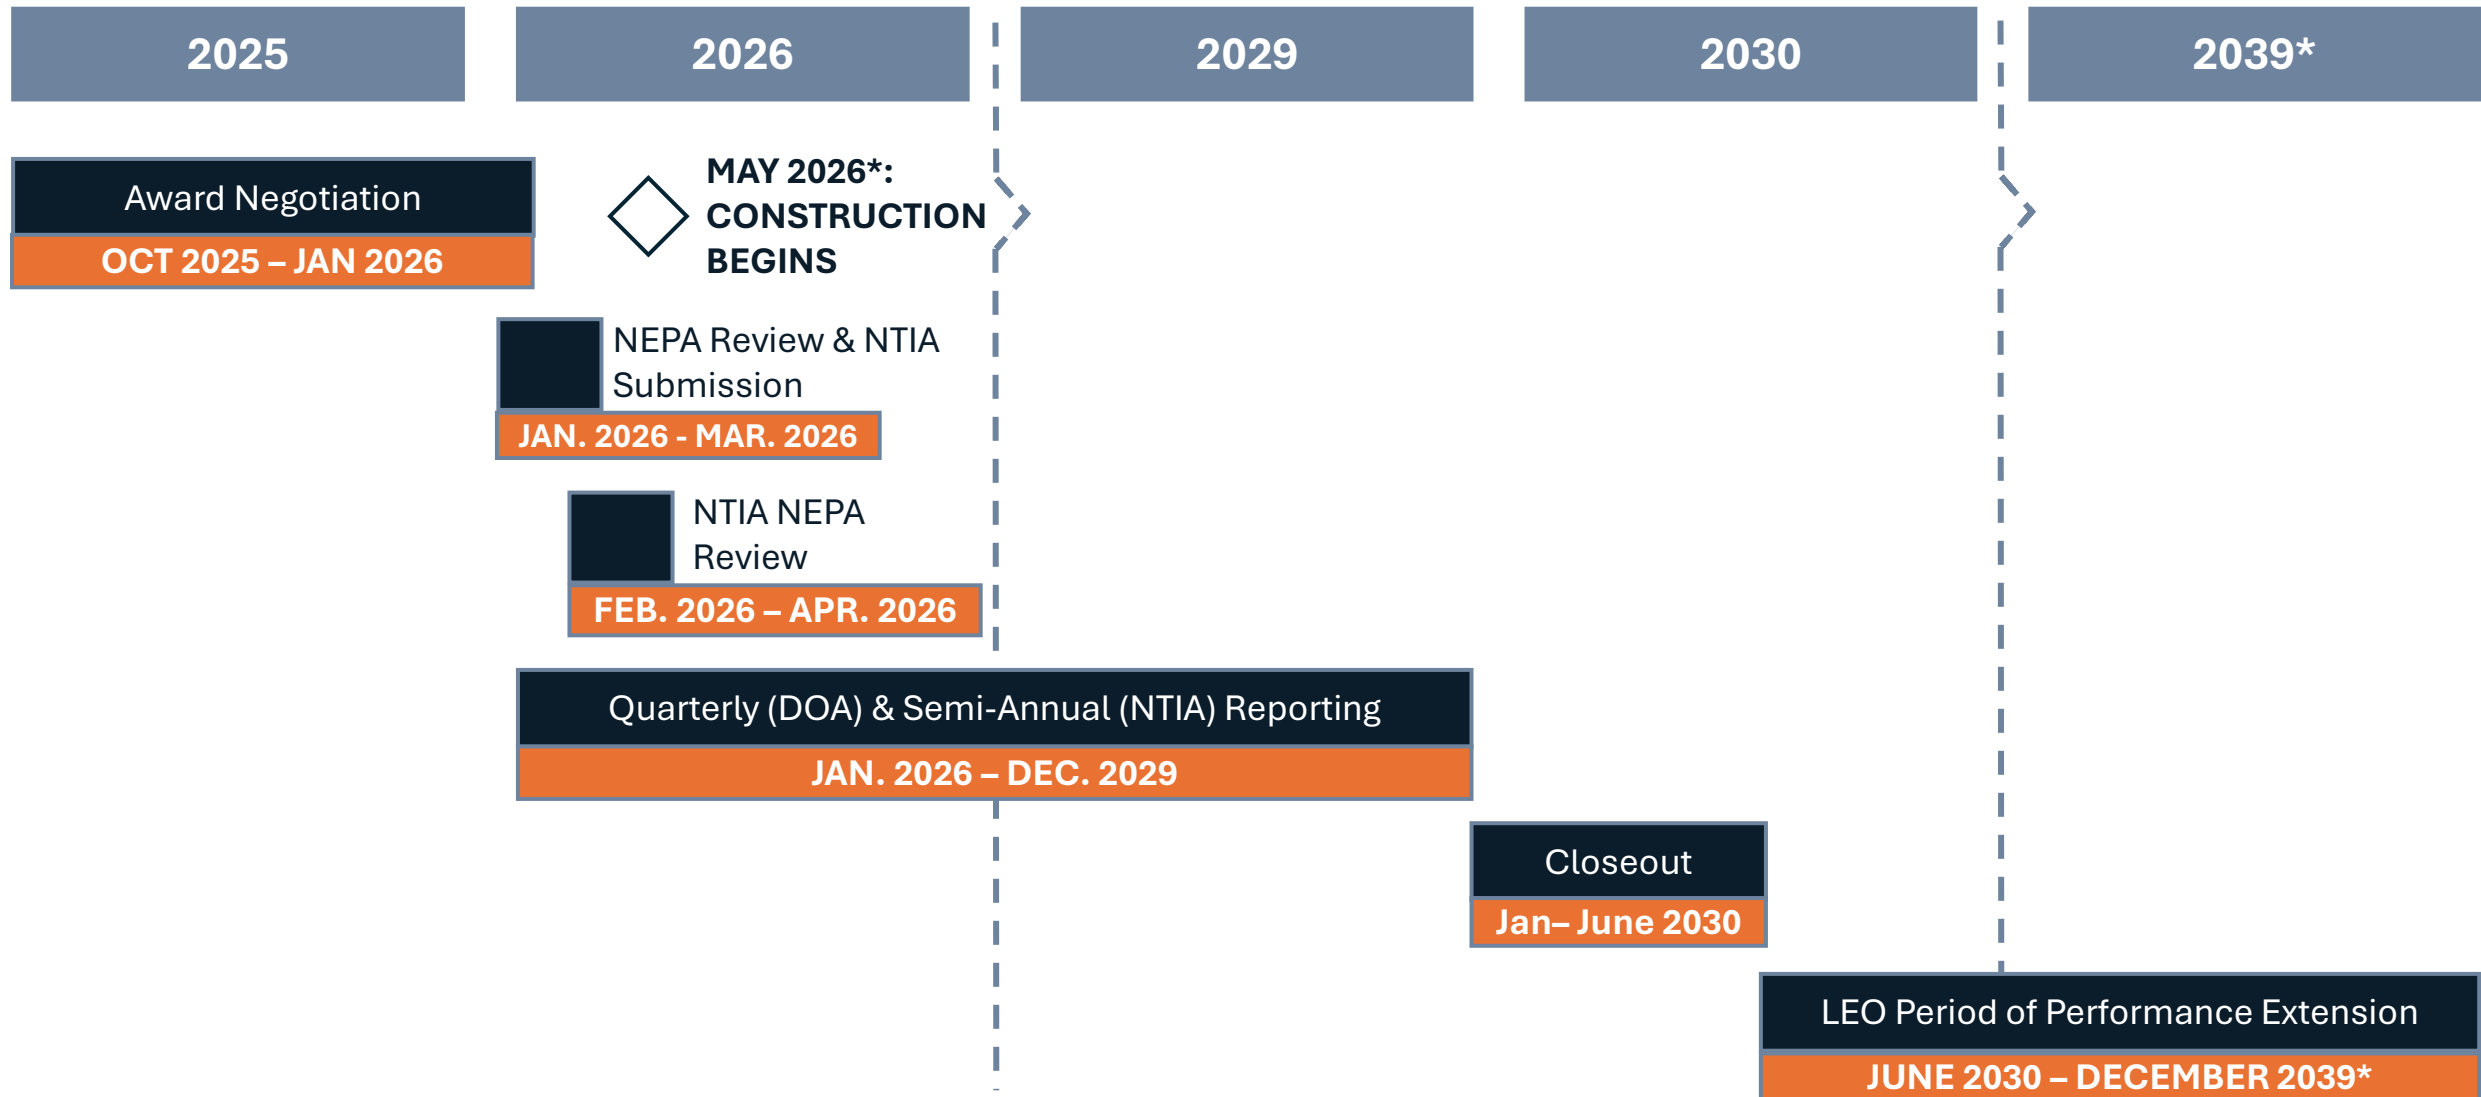 2025
2026
2029
2030
2039*
Award Negotiation
OCT 2025 – JAN 2026
MAY 2026*:
CONSTRUCTION
BEGINS
NEPA Review & NTIA
Submission
JAN. 2026 - MAR. 2026
NTIA NEPA
Review
FEB. 2026 – APR. 2026
Quarterly (DOA) & Semi-Annual (NTIA) Reporting
JAN. 2026 – DEC. 2029
Closeout
Jan– June 2030
LEO Period of Performance Extension
JUNE 2030 – DECEMBER 2039*